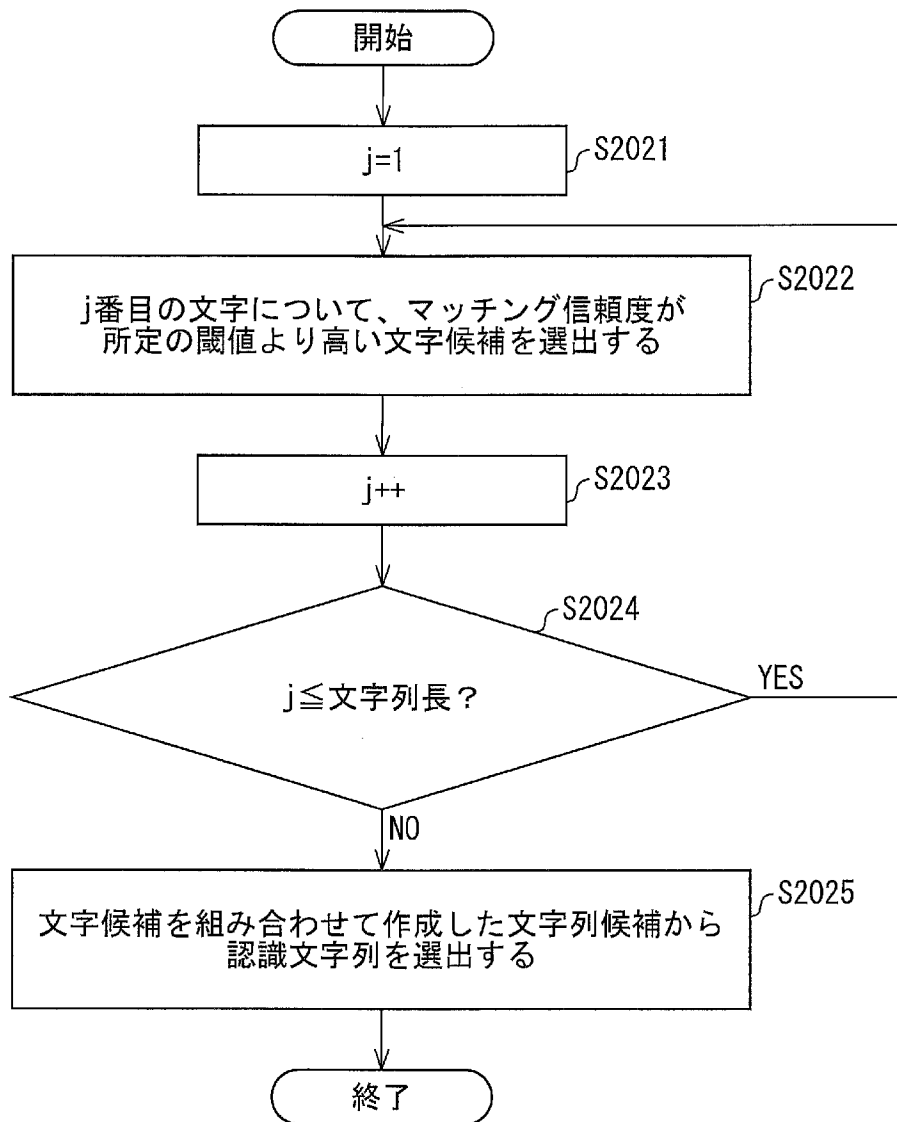 開始
j=1
S2021
j番目の文字について、マッチング信頼度が
所定の閾値より高い文字候補を選出する
S2022
j++
S2023
S2024
j≦文字列長？
YES
NO
文字候補を組み合わせて作成した文字列候補から
認識文字列を選出する
S2025
終了